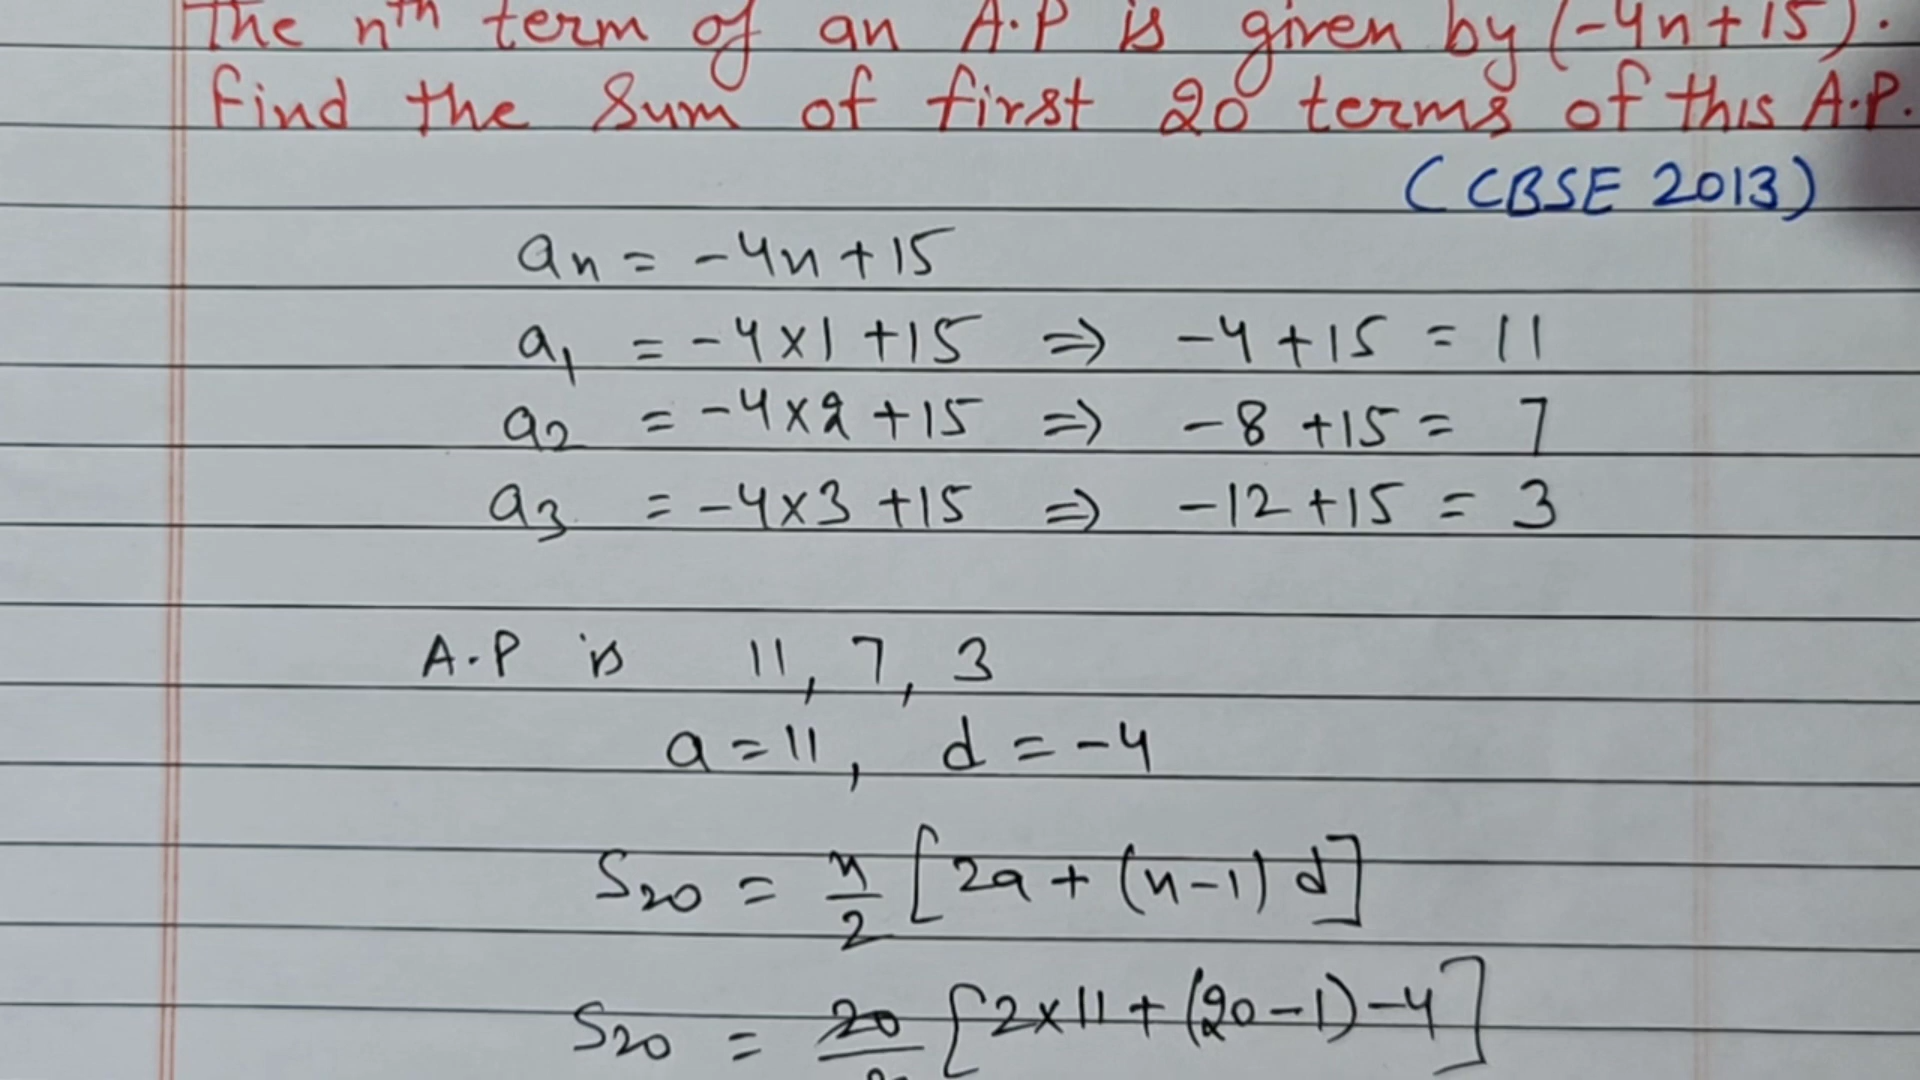 The nth term of an A.P is given by (-4n+15).
Find the Sum of first 20 terms of this A.P.
(CBSE 2013)
an = -4n+15
a1 = -4×1+15 ⇒ -4+15 = 11
a2 = -4×2+15 ⇒ -8+15 = 7
a3 = -4×3+15 ⇒ -12+15 = 3
A.P is 11, 7, 3
a=11, d=-4
S20 = n/2 [2a+(n-1)d]
S20 = 20/2 [2×11+(20-1)-4]